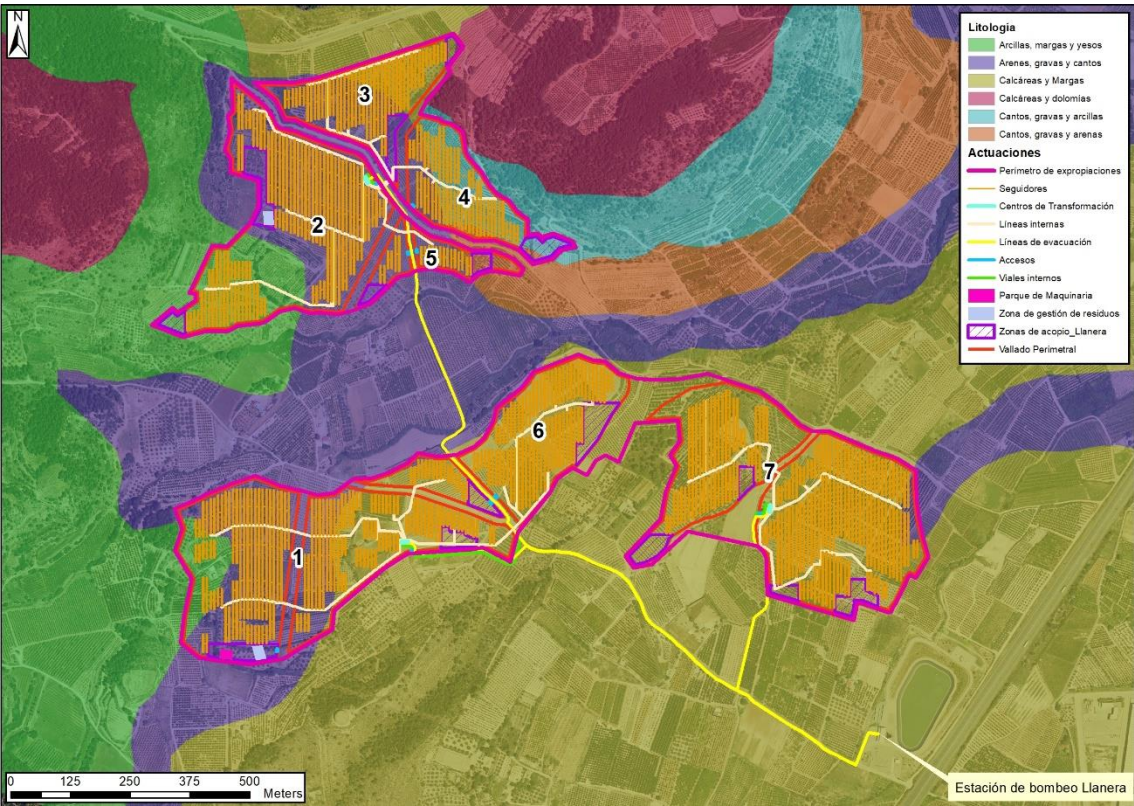 N
Litología
Arcillas, margas y yesos
Arenes, gravas y cantos
Calcáreas y Margas
Calcáreas y dolomías
Cantos, gravas y arcillas
Cantos, gravas y arenas
Actuaciones
Perímetro de expropiaciones
Seguidores
Centros de Transformación
Líneas internas
Líneas de evacuación
Accesos
Viales internos
Parque de Maquinaria
Zona de gestión de residuos
Zonas de acopio_Llanera
Vallado Perimetral
3
4
2
5
6
7
1
0 125 250 375 500
Meters
Estación de bombeo Llanera